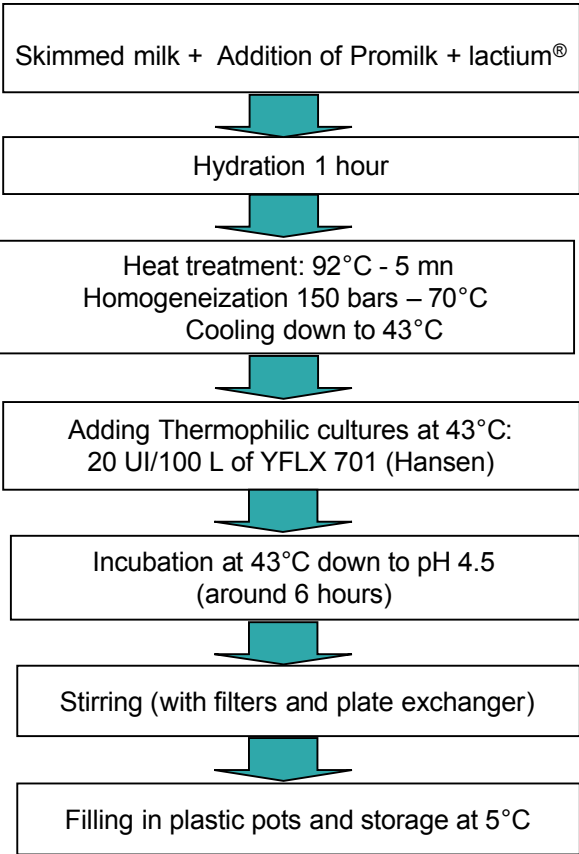 Skimmed milk + Addition of Promilk + lactium®
Hydration 1 hour
Heat treatment: 92°C - 5 mn
Homogeneization 150 bars – 70°C
Cooling down to 43°C
Adding Thermophilic cultures at 43°C:
20 UI/100 L of YFLX 701 (Hansen)
Incubation at 43°C down to pH 4.5
(around 6 hours)
Stirring (with filters and plate exchanger)
Filling in plastic pots and storage at 5°C